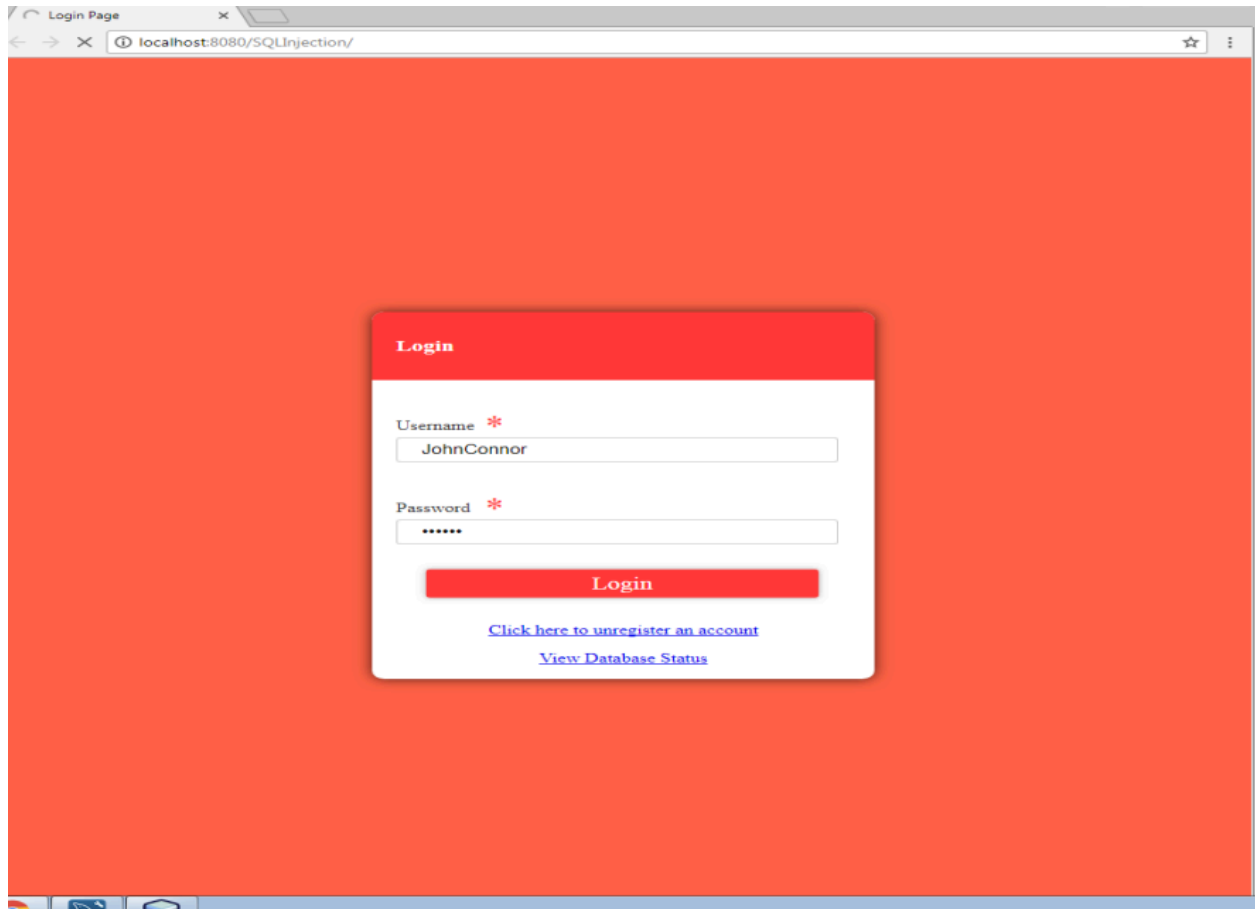 Login Page
localhost:8080/SQLInjection/
Login
Username *
JohnConnor
Password *
••••••
Login
Click here to unregister an account
View Database Status